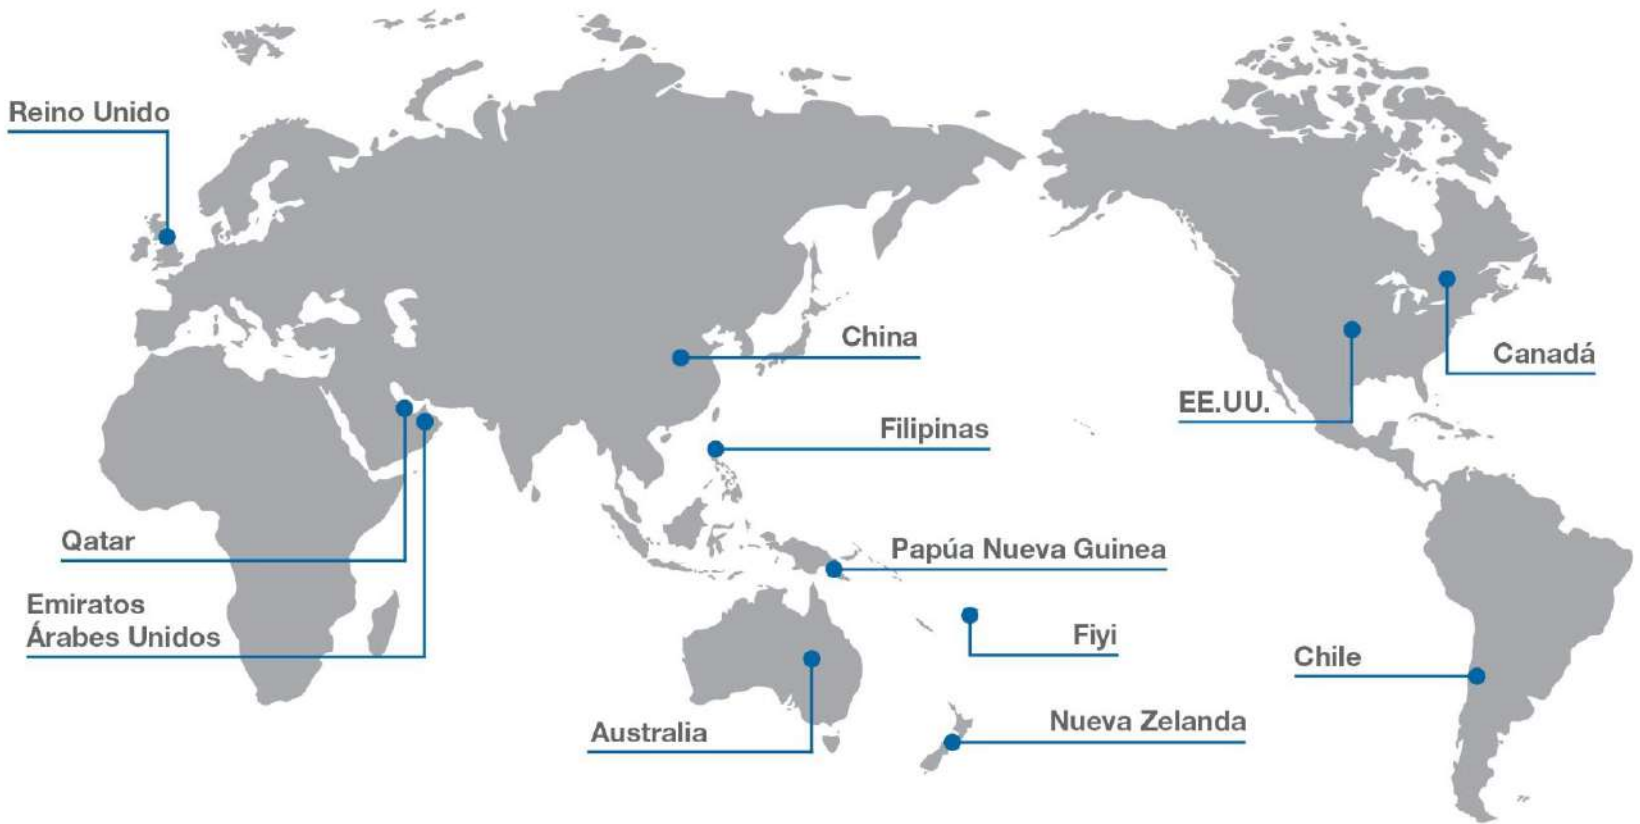 Reino Unido
China
Canadá
EE.UU.
Filipinas
Qatar
Papúa Nueva Guinea
Emiratos
Árabes Unidos
Fiyi
Chile
Nueva Zelanda
Australia